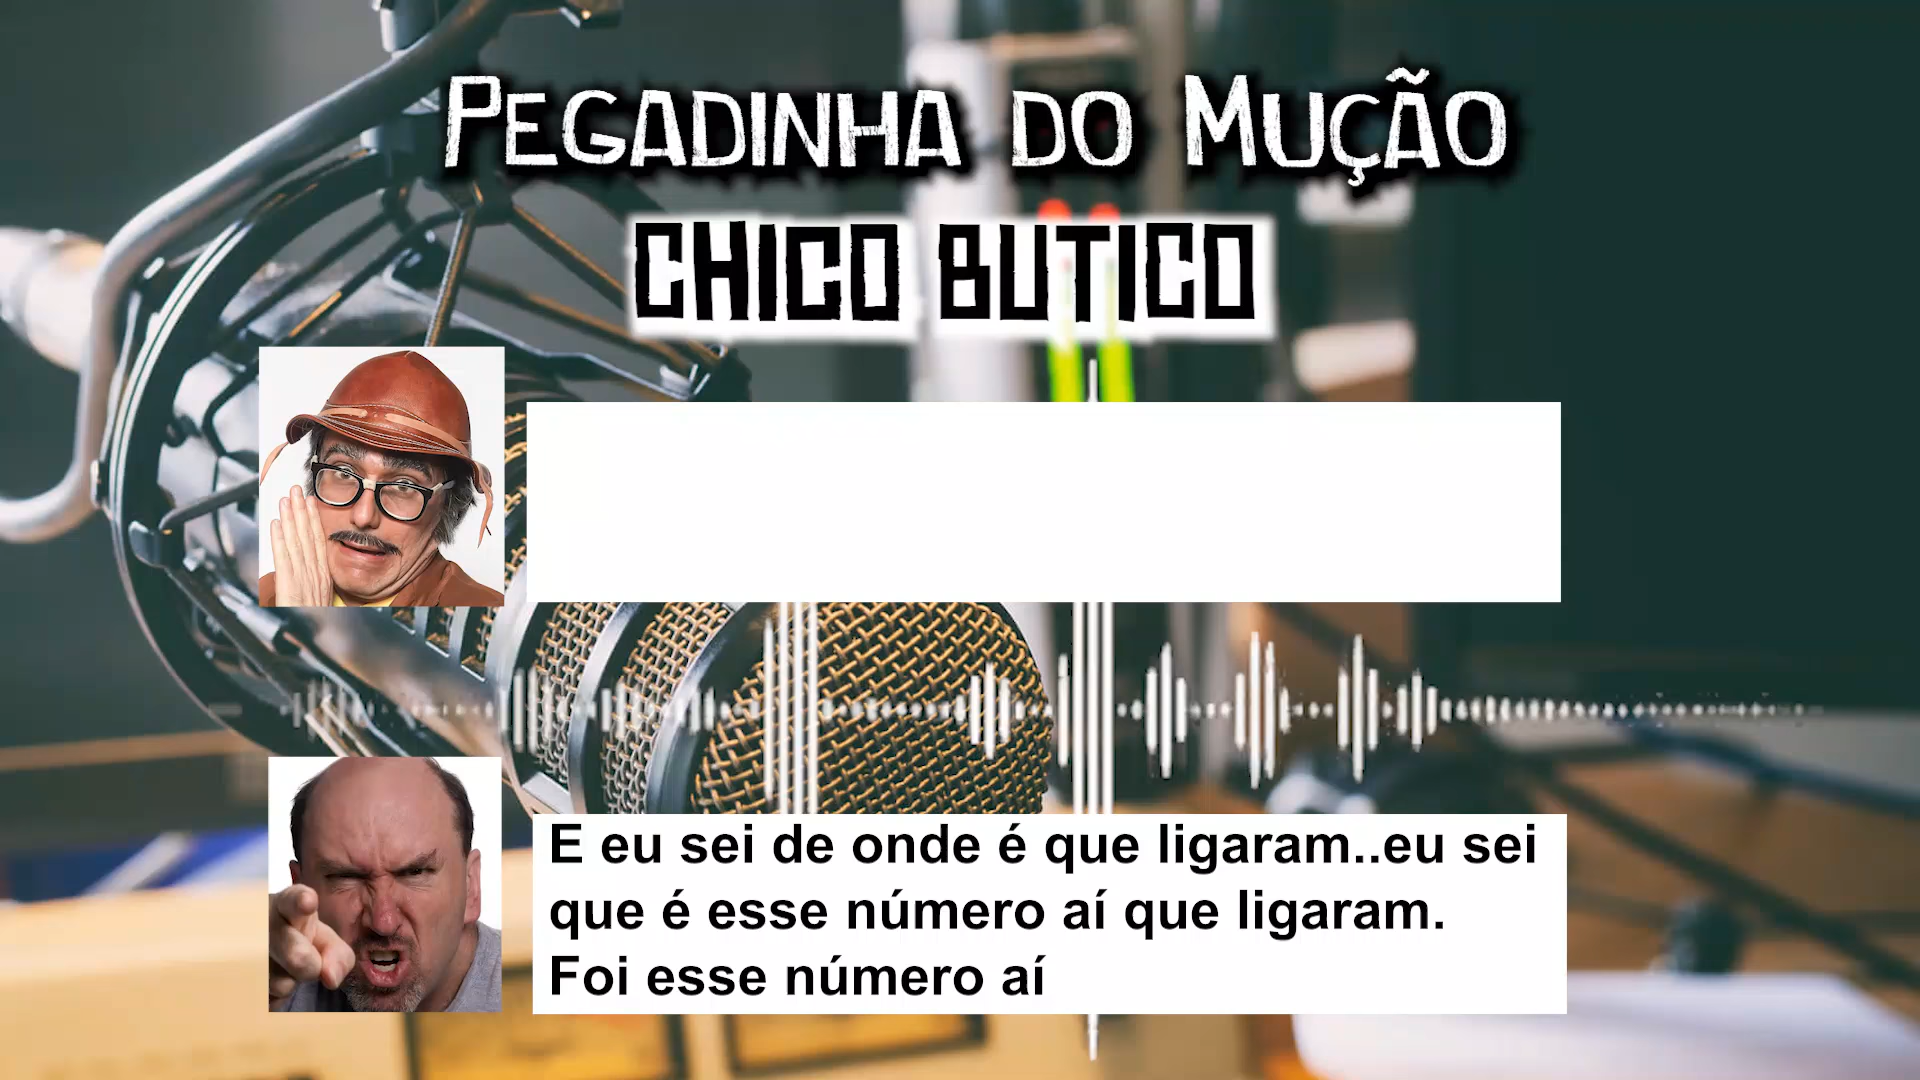 PEGADINHA DO MUÇÃO
CHICO BUTICO
E eu sei de onde é que ligaram..eu sei
que é esse número aí que ligaram.
Foi esse número aí